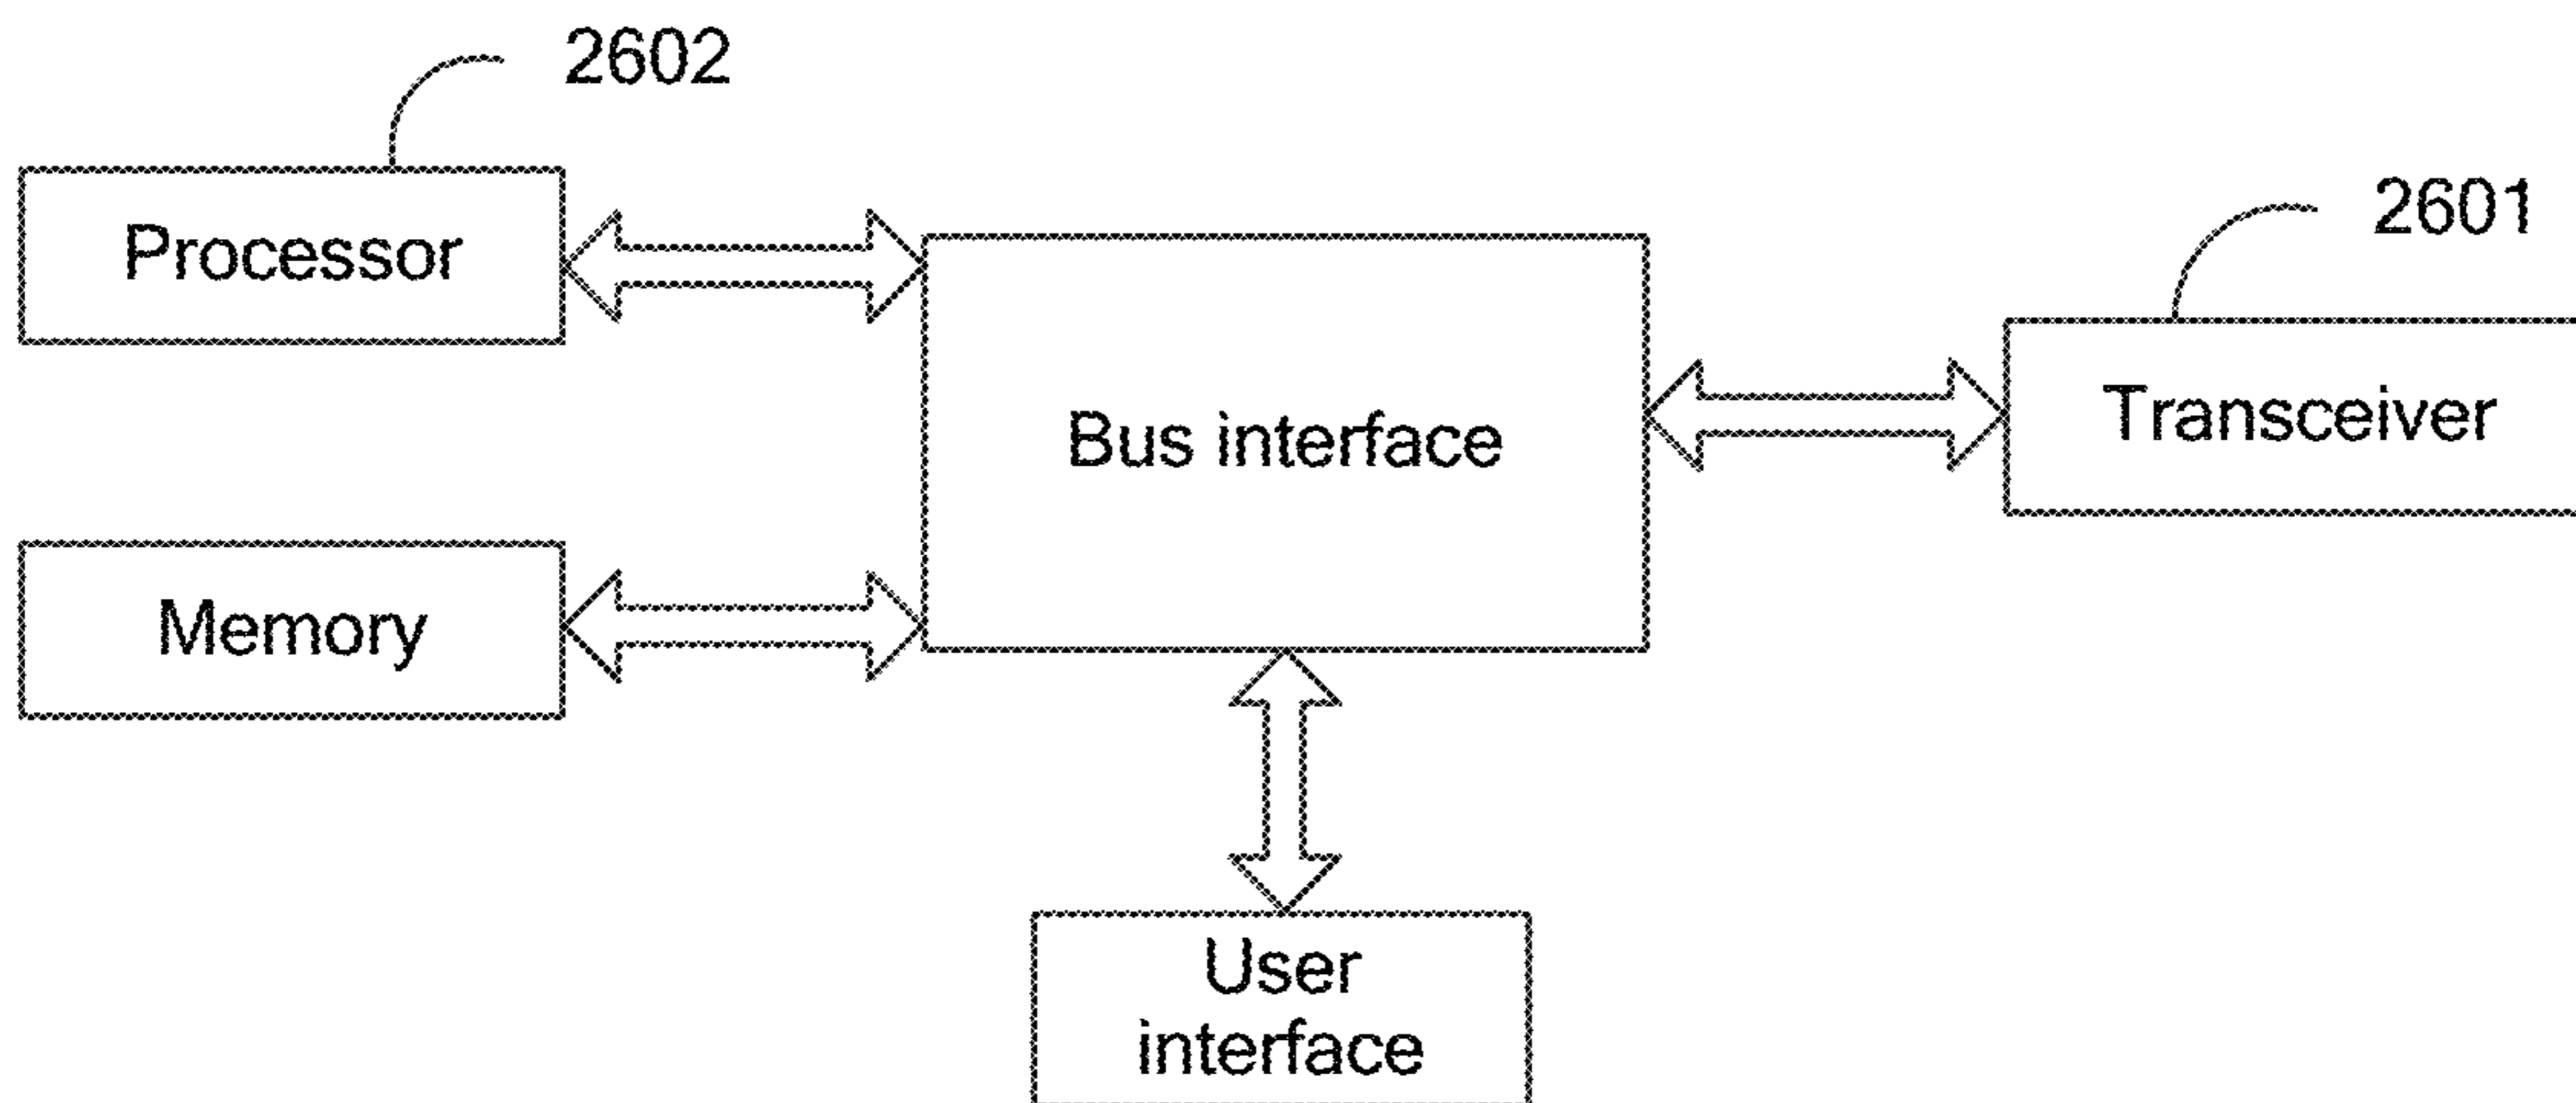 2602
2601
Processor
Transceiver
Bus interface
Memory
User
interface